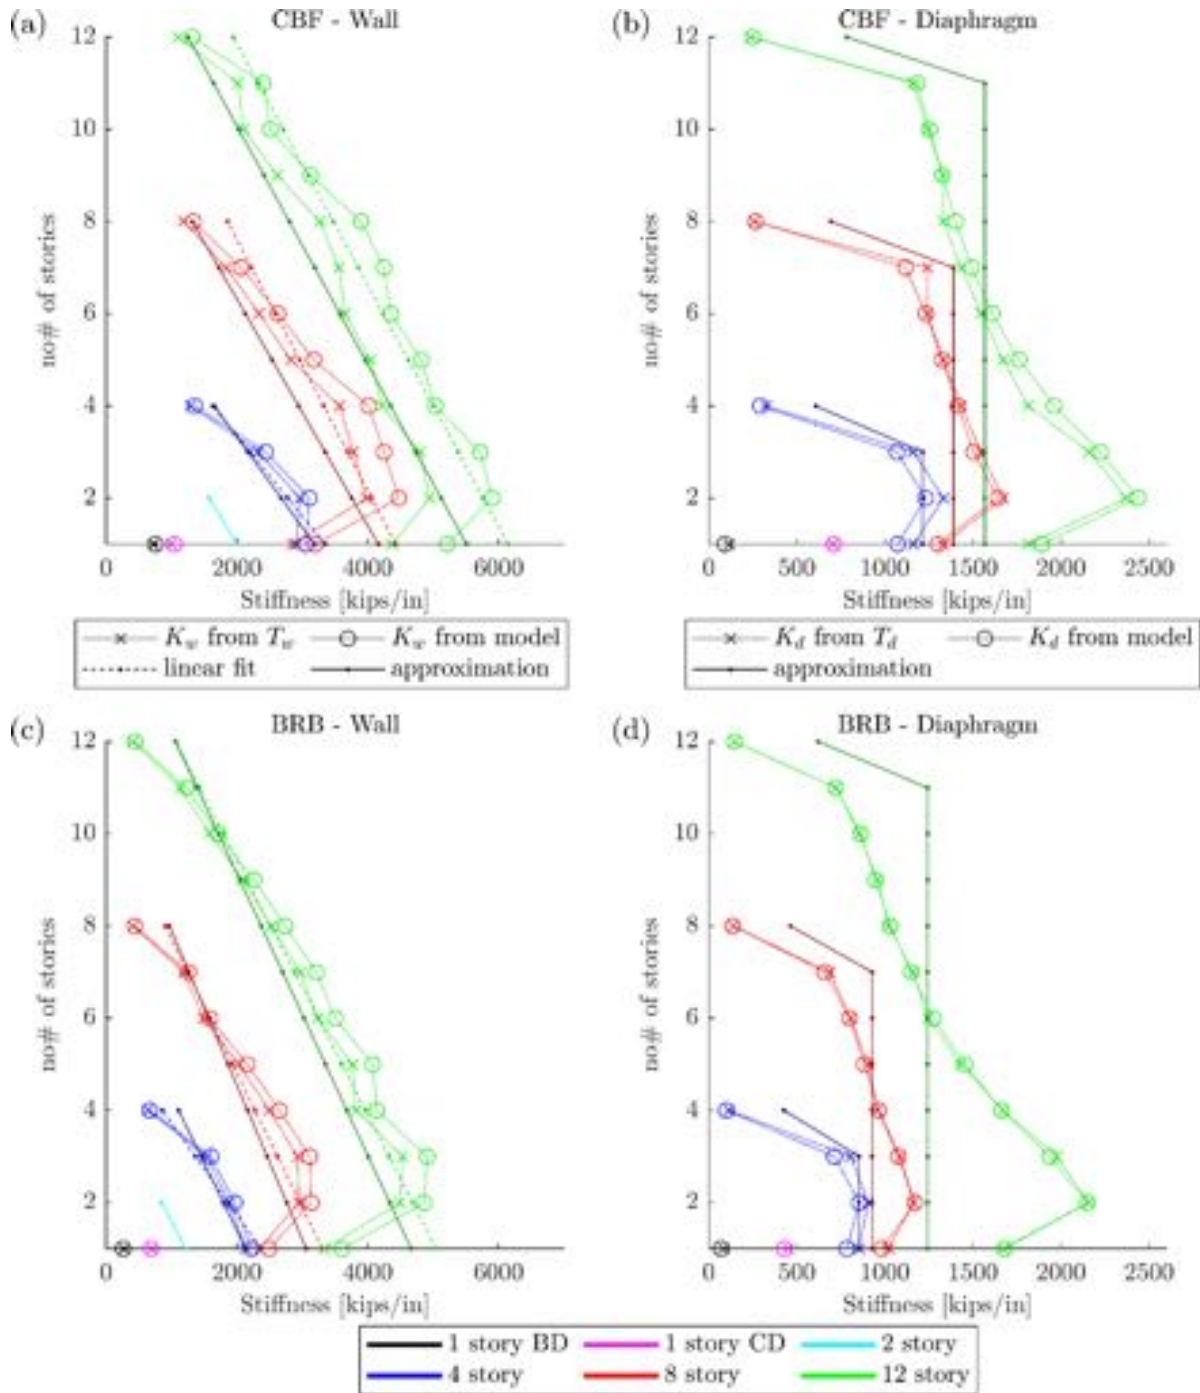 (a) CBF - Wall
12
10
8
6
4
2
no# of stories
0 2000 4000 6000
Stiffness [kips/in]
K_w from T_w K_w from model
linear fit approximation
(b) CBF - Diaphragm
12
10
8
6
4
2
no# of stories
0 500 1000 1500 2000 2500
Stiffness [kips/in]
K_d from T_d K_d from model
approximation
(c) BRB - Wall
12
10
8
6
4
2
no# of stories
0 2000 4000 6000
Stiffness [kips/in]
(d) BRB - Diaphragm
12
10
8
6
4
2
no# of stories
0 500 1000 1500 2000 2500
Stiffness [kips/in]
1 story BD 1 story CD 2 story
4 story 8 story 12 story